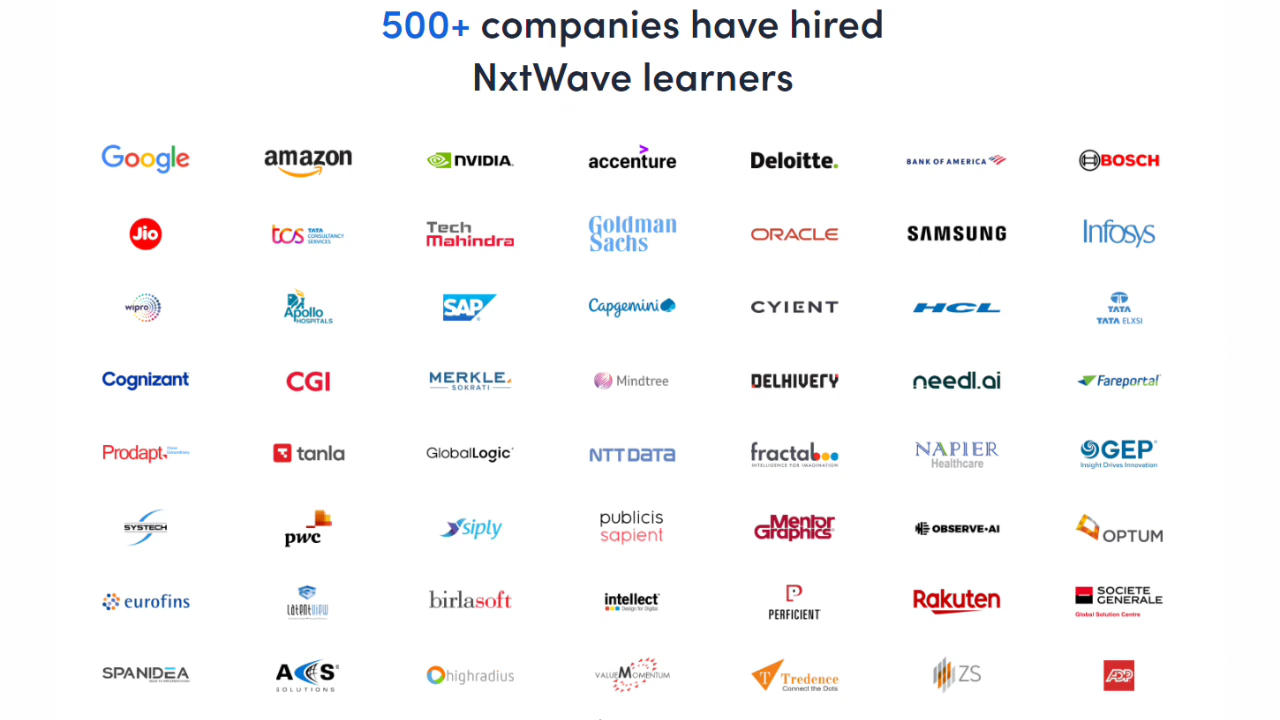 500+ companies have hired
NxtWave learners
Google amazon NVIDIA. accenture Deloitte. BANK OF AMERICA BOSCH
Jio tcs TATA CONSULTANCY SERVICES Tech Mahindra Goldman Sachs ORACLE SAMSUNG Infosys
wipro Apollo HOSPITALS SAP Capgemini CYIENT HCL TATA TATA ELXSI
Cognizant CGI MERKLE SOKRATI Mindtree DELHIVERY needl.ai Fareportal
Prodapt tanla GlobalLogic NTT DATA fractal INTELLIGENCE FOR IMAGINATION NAPIER Healthcare GEP Insight Drives Innovation
SYSTECH pwc siply publicis sapient Mentor Graphics OBSERVE•AI OPTUM
eurofins LATENTVIEW birlasoft intellect Design for Digital PERFICIENT Rakuten SOCIETE GENERALE Global Solution Centre
SPANIDEA ACS SOLUTIONS highradius VALUEMOMENTUM T Tredence Connect the Dots ZS ADP